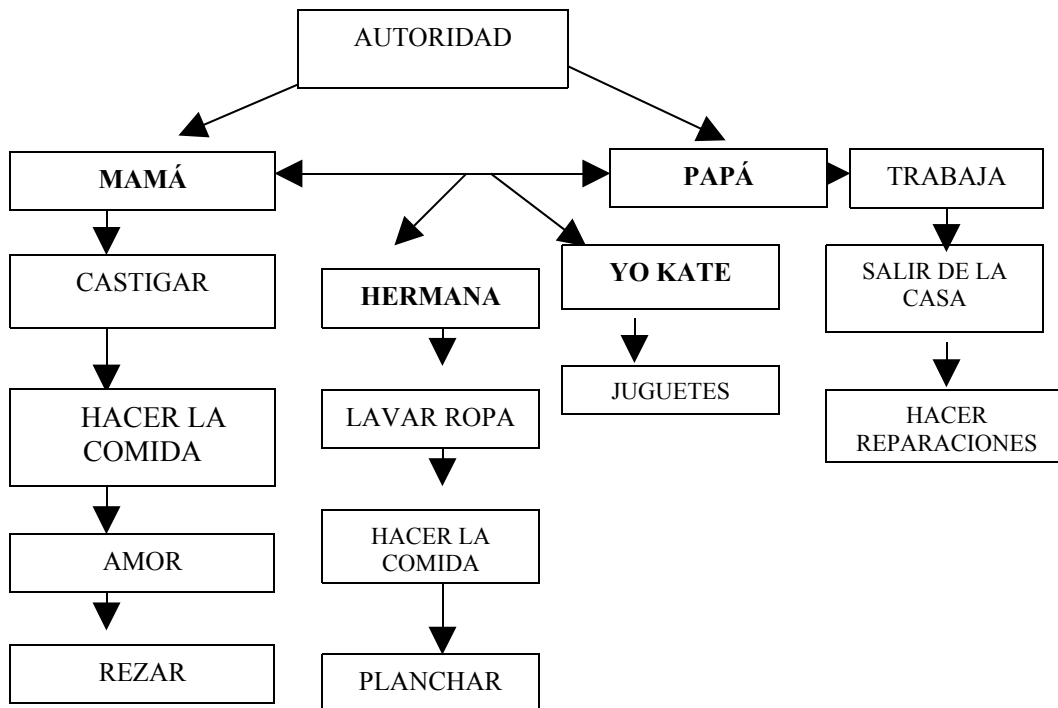 AUTORIDAD
MAMÁ
PAPÁ
TRABAJA
CASTIGAR
HERMANA
YO KATE
SALIR DE LA
CASA
HACER LA
COMIDA
LAVAR ROPA
JUGUETES
HACER
REPARACIONES
AMOR
HACER LA
COMIDA
REZAR
PLANCHAR